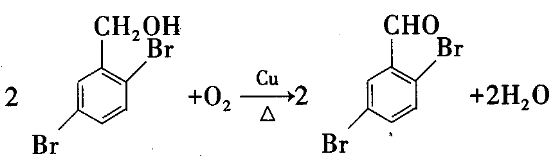 CH₂OH CHO
Br Br
2 +O₂ Cu △ 2 +2H₂O
Br Br